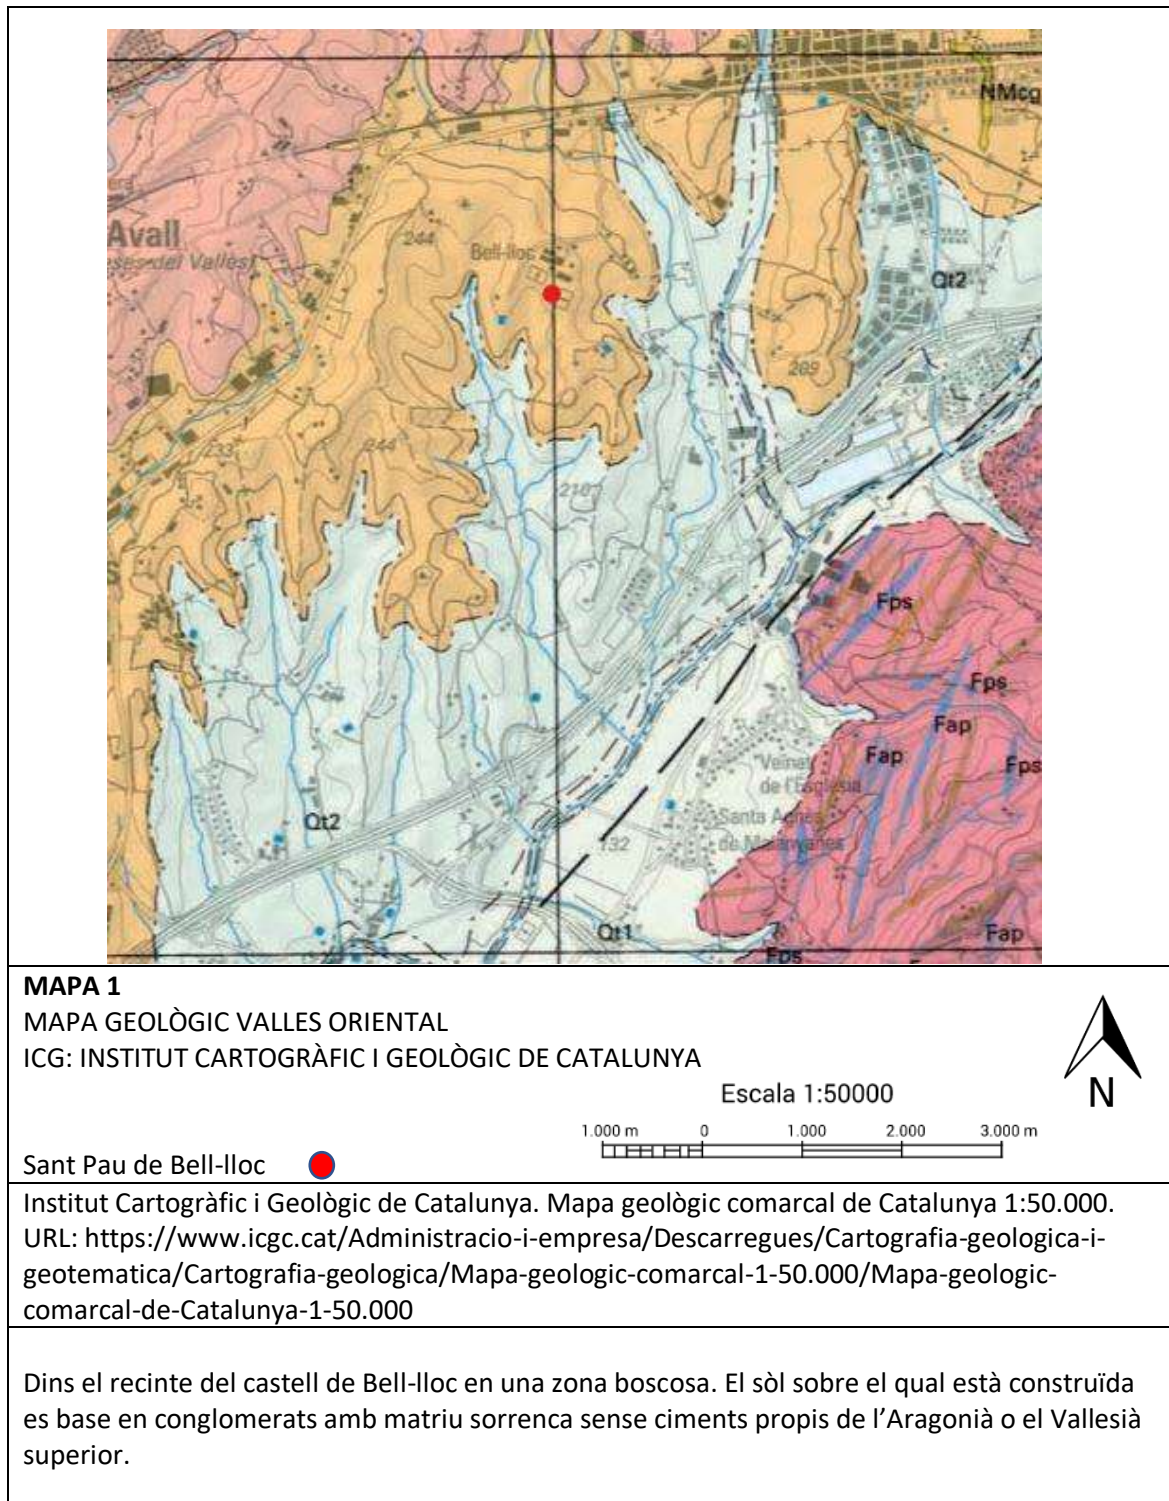 NMcg
Avall
ses del Vallès)
244
Bell-lloc
Qt2
209
233
244
210
Fps
Fps
Fap
Fap
Fps
Veïnat
de l'Església
Santa Agnès
de Malanyanes
Qt2
132
Qt1
Fap
Fps
MAPA 1
MAPA GEOLÒGIC VALLES ORIENTAL
ICG: INSTITUT CARTOGRÀFIC I GEOLÒGIC DE CATALUNYA
N
Escala 1:50000
1.000 m 0 1.000 2.000 3.000 m
Sant Pau de Bell-lloc
Institut Cartogràfic i Geològic de Catalunya. Mapa geològic comarcal de Catalunya 1:50.000.
URL: https://www.icgc.cat/Administracio-i-empresa/Descarregues/Cartografia-geologica-i-
geotematica/Cartografia-geologica/Mapa-geologic-comarcal-1-50.000/Mapa-geologic-
comarcal-de-Catalunya-1-50.000
Dins el recinte del castell de Bell-lloc en una zona boscosa. El sòl sobre el qual està construïda
es base en conglomerats amb matriu sorrenca sense ciments propis de l’Aragonià o el Vallesià
superior.